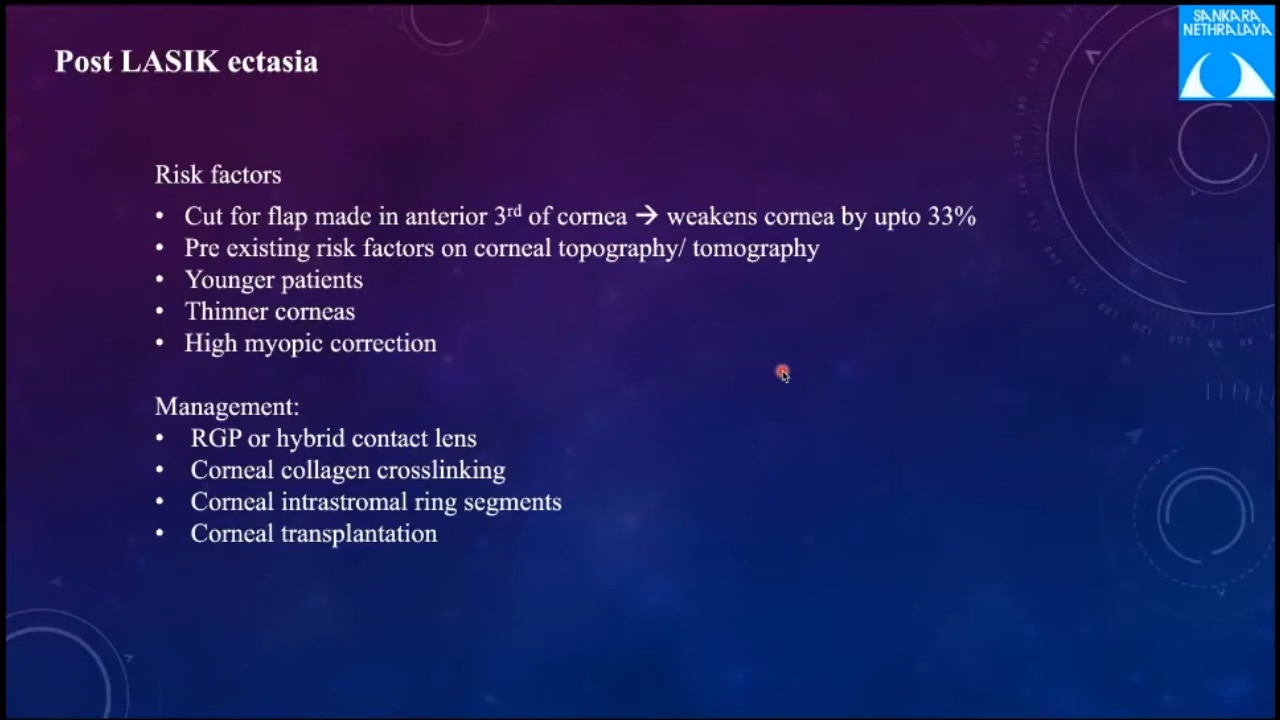 SANKARA
NETHRALAYA
Post LASIK ectasia
Risk factors
• Cut for flap made in anterior 3rd of cornea → weakens cornea by upto 33%
• Pre existing risk factors on corneal topography/ tomography
• Younger patients
• Thinner corneas
• High myopic correction
Management:
• RGP or hybrid contact lens
• Corneal collagen crosslinking
• Corneal intrastromal ring segments
• Corneal transplantation